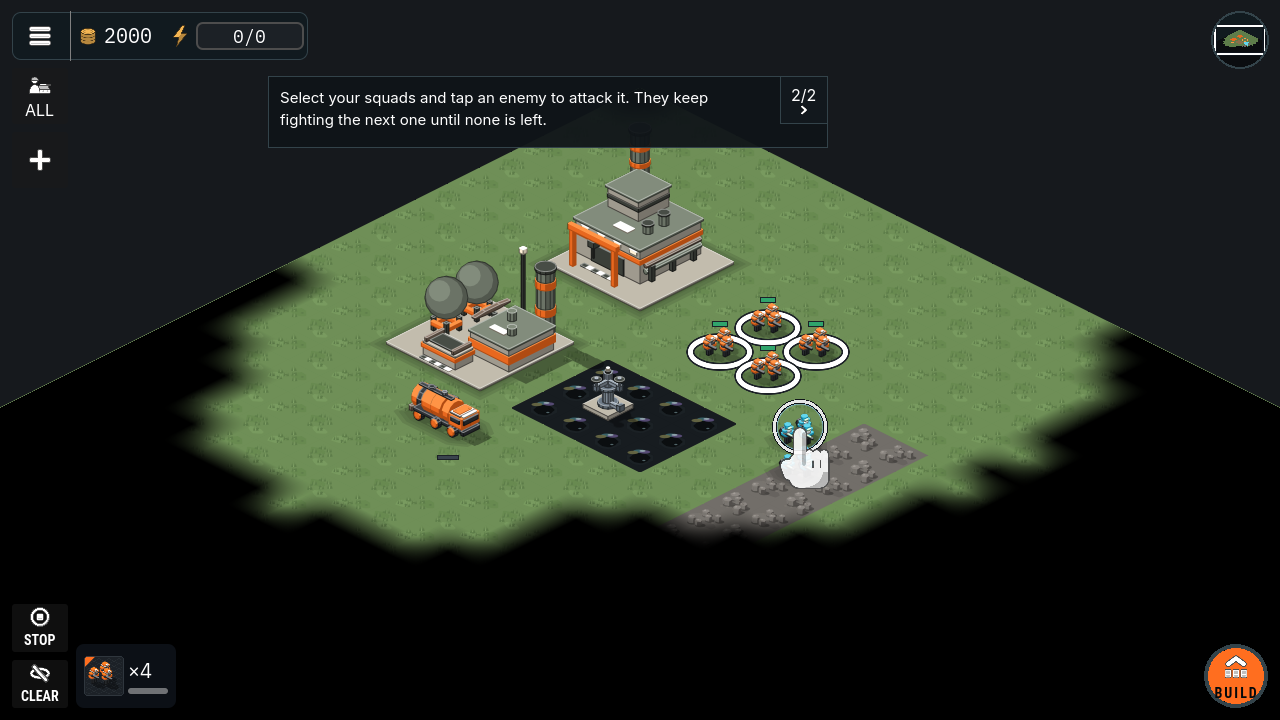 2000
0/0
ALL
Select your squads and tap an enemy to attack it. They keep
fighting the next one until none is left.
2/2
STOP
CLEAR
×4
BUILD